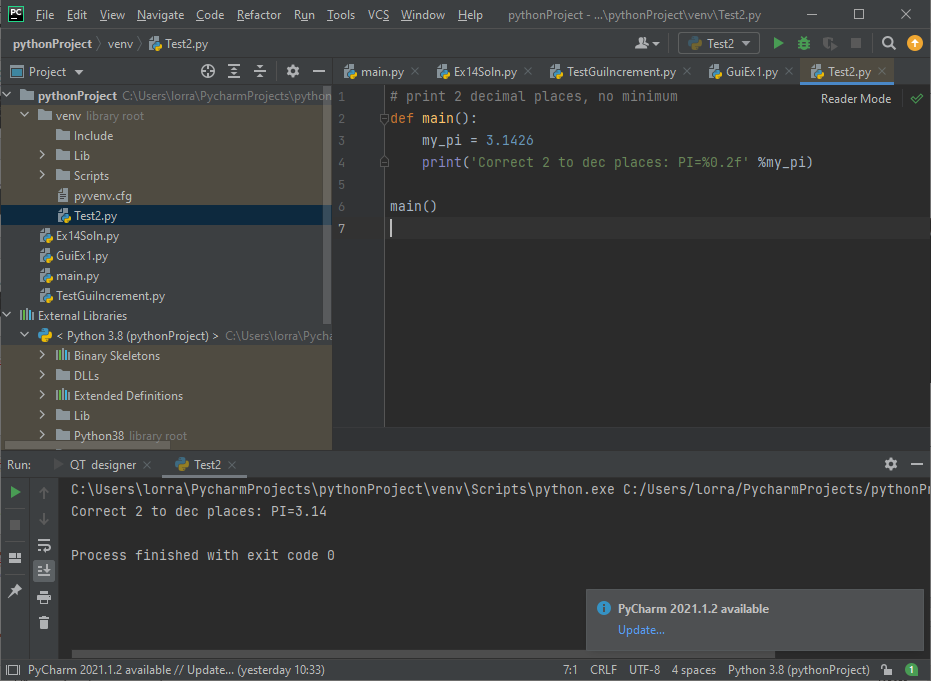 PC File Edit View Navigate Code Refactor Run Tools VCS Window Help pythonProject - ...\pythonProject\venv\Test2.py
pythonProject venv Test2.py Test2
Project main.py Ex14Soln.py TestGuiIncrement.py GuiEx1.py Test2.py
pythonProject C:\Users\lorra\PycharmProjects\python
venv library root
Include
Lib
Scripts
pyvenv.cfg
Test2.py
Ex14Soln.py
GuiEx1.py
main.py
TestGuiIncrement.py
External Libraries
< Python 3.8 (pythonProject) > C:\Users\lorra\Pycha
Binary Skeletons
DLLs
Extended Definitions
Lib
Python38 library root
Reader Mode
1 # print 2 decimal places, no minimum
2 def main():
3 my_pi = 3.1426
4 print('Correct 2 to dec places: PI=%0.2f' %my_pi)
5
6 main()
7
Run: QT designer Test2
C:\Users\lorra\PycharmProjects\pythonProject\venv\Scripts\python.exe C:/Users/lorra/PycharmProjects/pythonPr
Correct 2 to dec places: PI=3.14
Process finished with exit code 0
PyCharm 2021.1.2 available
Update...
PyCharm 2021.1.2 available // Update... (yesterday 10:33) 7:1 CRLF UTF-8 4 spaces Python 3.8 (pythonProject) 1